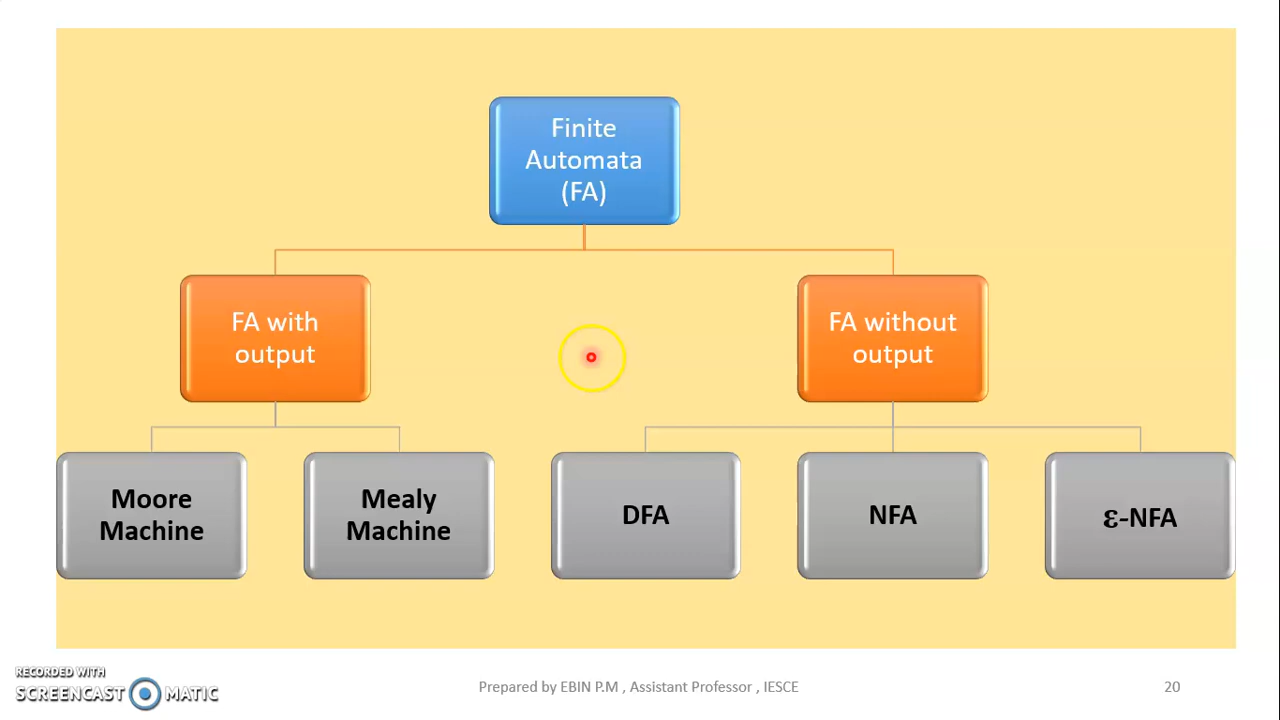 Finite
Automata
(FA)
FA with
output
FA without
output
Moore
Machine
Mealy
Machine
DFA
NFA
ε-NFA
RECORDED WITH
SCREENCAST MATIC
Prepared by EBIN P.M , Assistant Professor , IESCE
20